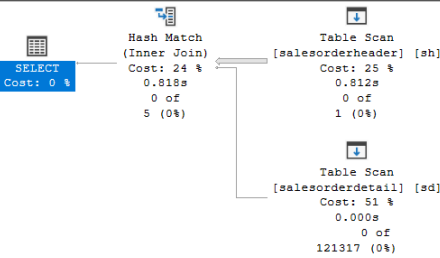 SELECT
Cost: 0 %
Hash Match
(Inner Join)
Cost: 24 %
0.818s
0 of
5 (0%)
Table Scan
[salesorderheader] [sh]
Cost: 25 %
0.812s
0 of
1 (0%)
Table Scan
[salesorderdetail] [sd]
Cost: 51 %
0.000s
0 of
121317 (0%)